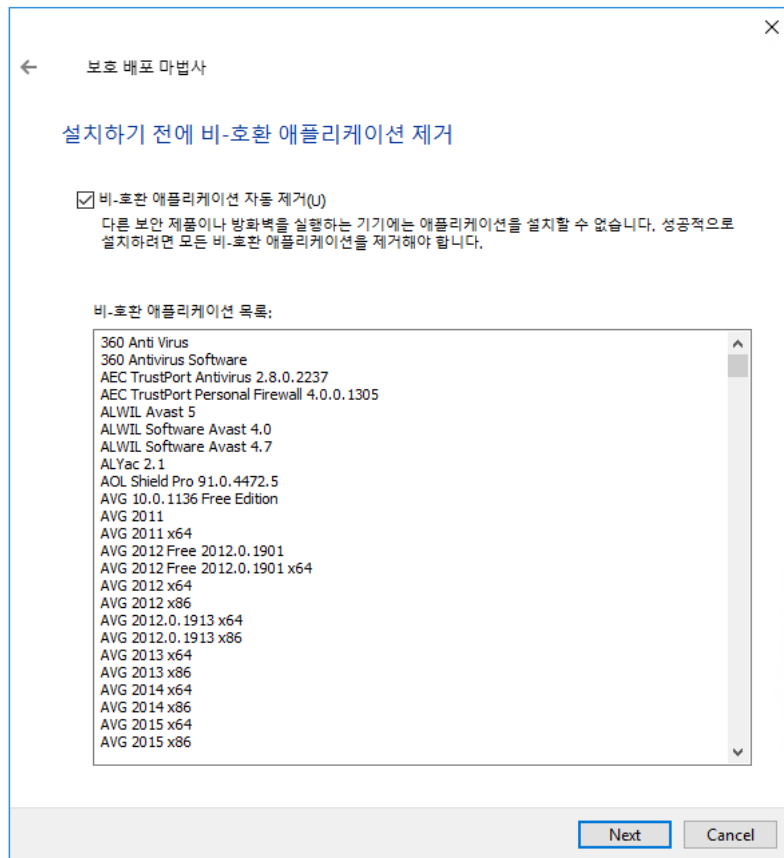 보호 배포 마법사
설치하기 전에 비-호환 애플리케이션 제거
비-호환 애플리케이션 자동 제거(U)
다른 보안 제품이나 방화벽을 실행하는 기기에는 애플리케이션을 설치할 수 없습니다. 성공적으로
설치하려면 모든 비-호환 애플리케이션을 제거해야 합니다.
비-호환 애플리케이션 목록:
360 Anti Virus
360 Antivirus Software
AEC TrustPort Antivirus 2.8.0.2237
AEC TrustPort Personal Firewall 4.0.0.1305
ALWIL Avast 5
ALWIL Software Avast 4.0
ALWIL Software Avast 4.7
ALYac 2.1
AOL Shield Pro 91.0.4472.5
AVG 10.0.1136 Free Edition
AVG 2011
AVG 2011 x64
AVG 2012 Free 2012.0.1901
AVG 2012 Free 2012.0.1901 x64
AVG 2012 x64
AVG 2012 x86
AVG 2012.0.1913 x64
AVG 2012.0.1913 x86
AVG 2013 x64
AVG 2013 x86
AVG 2014 x64
AVG 2014 x86
AVG 2015 x64
AVG 2015 x86
Next Cancel